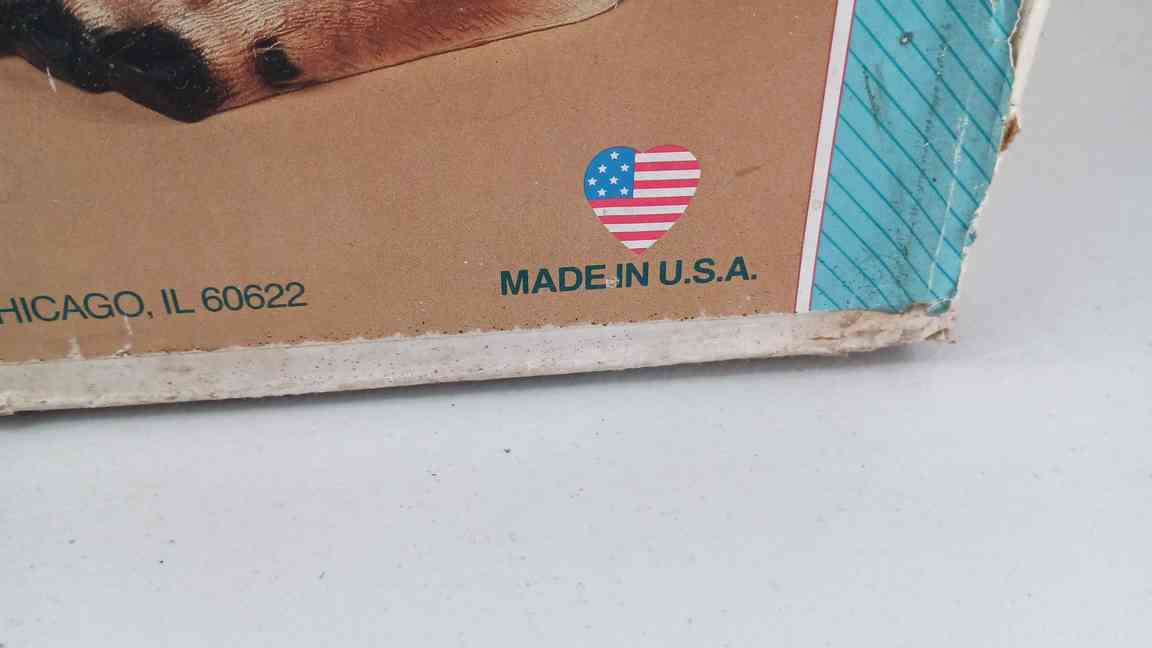 HICAGO, IL 60622
MADE IN U.S.A.